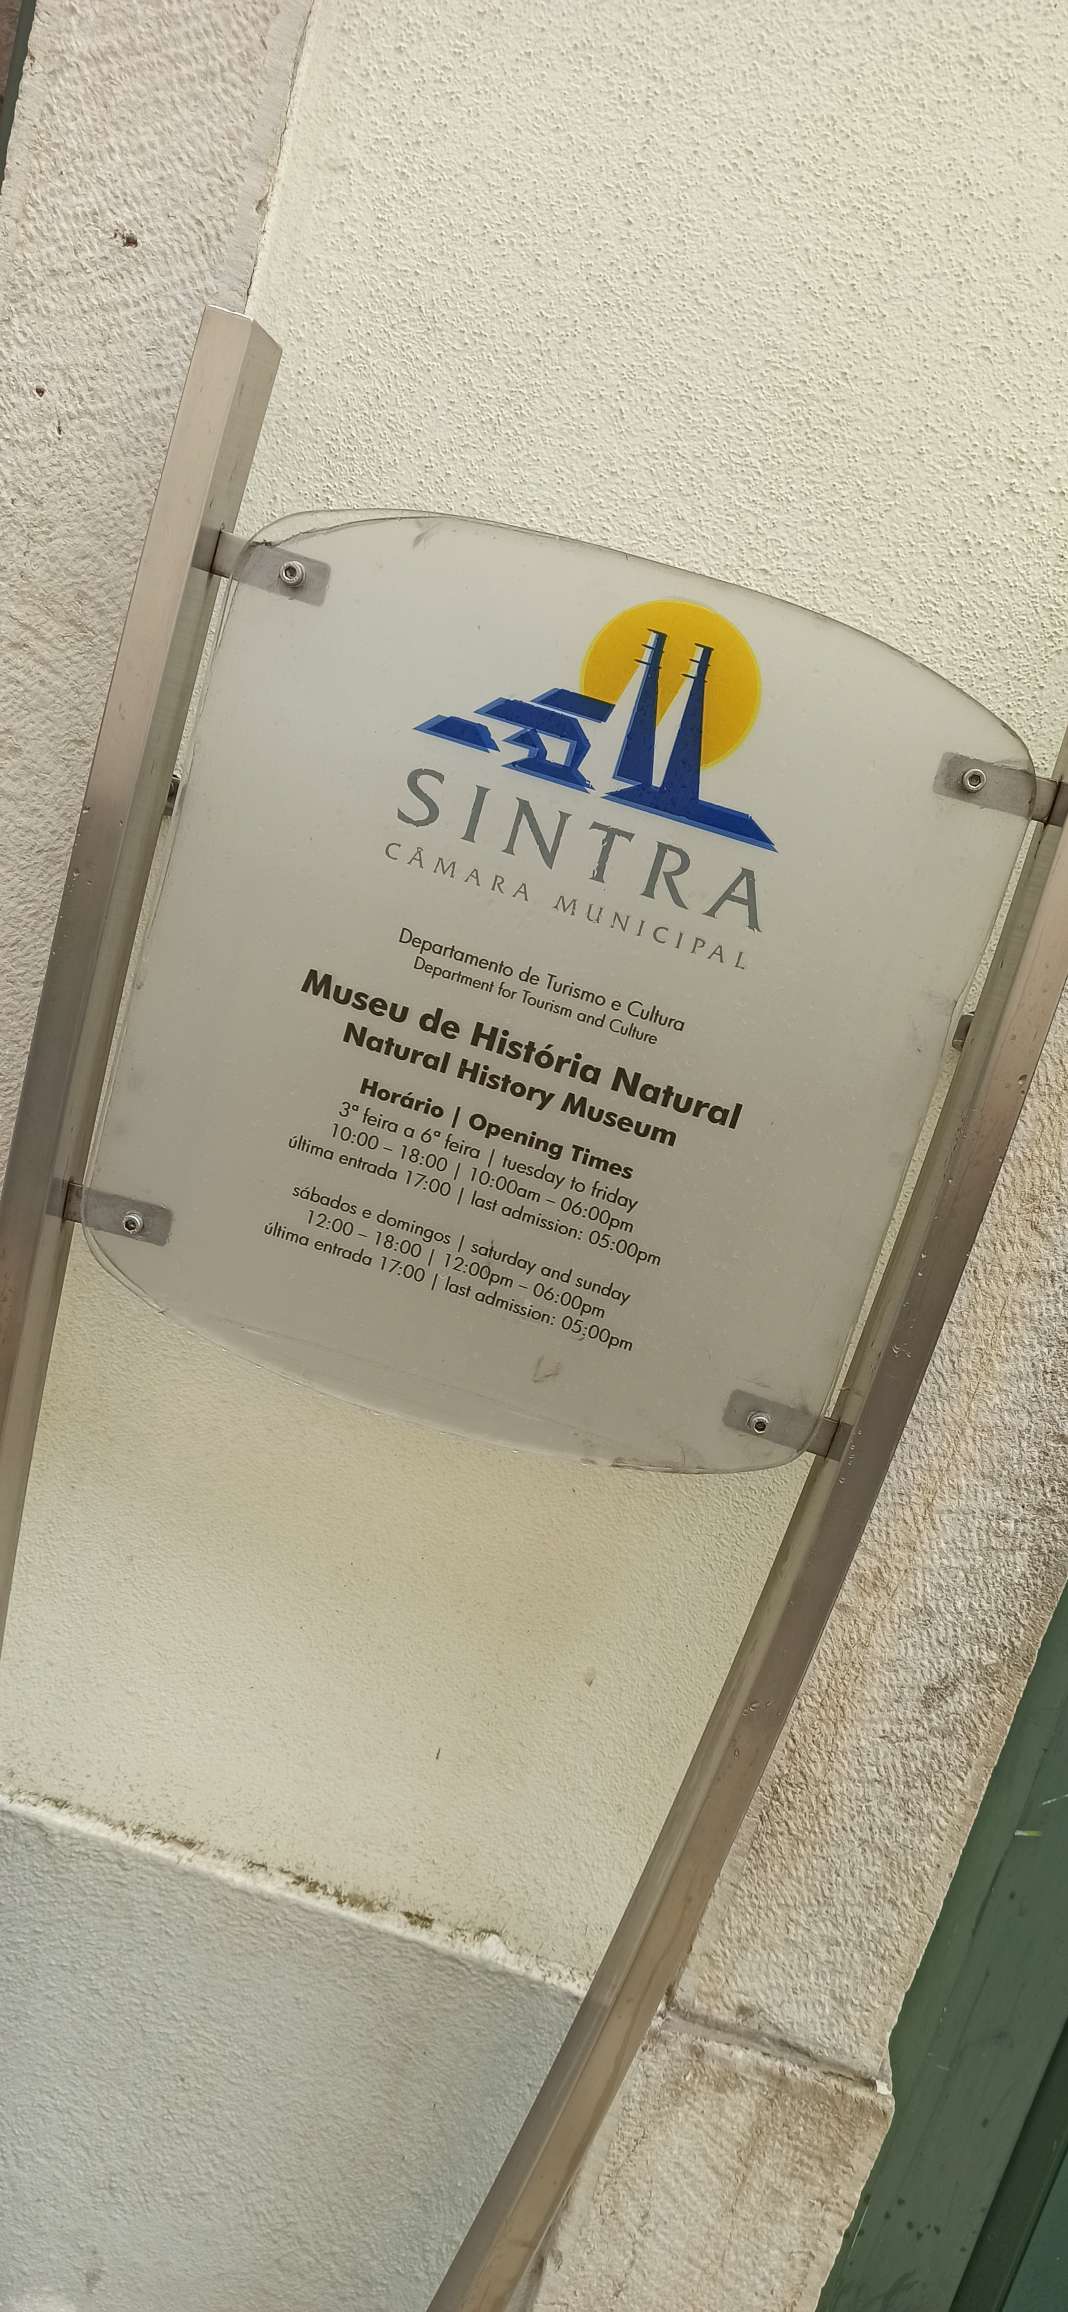 SINTRA
CÂMARA MUNICIPAL
Departamento de Turismo e Cultura
Department for Tourism and Culture
Museu de História Natural
Natural History Museum
Horário | Opening Times
3ª feira a 6ª feira | tuesday to friday
10:00 – 18:00 | 10:00am – 06:00pm
última entrada 17:00 | last admission: 05:00pm
sábados e domingos | saturday and sunday
12:00 – 18:00 | 12:00pm – 06:00pm
última entrada 17:00 | last admission: 05:00pm